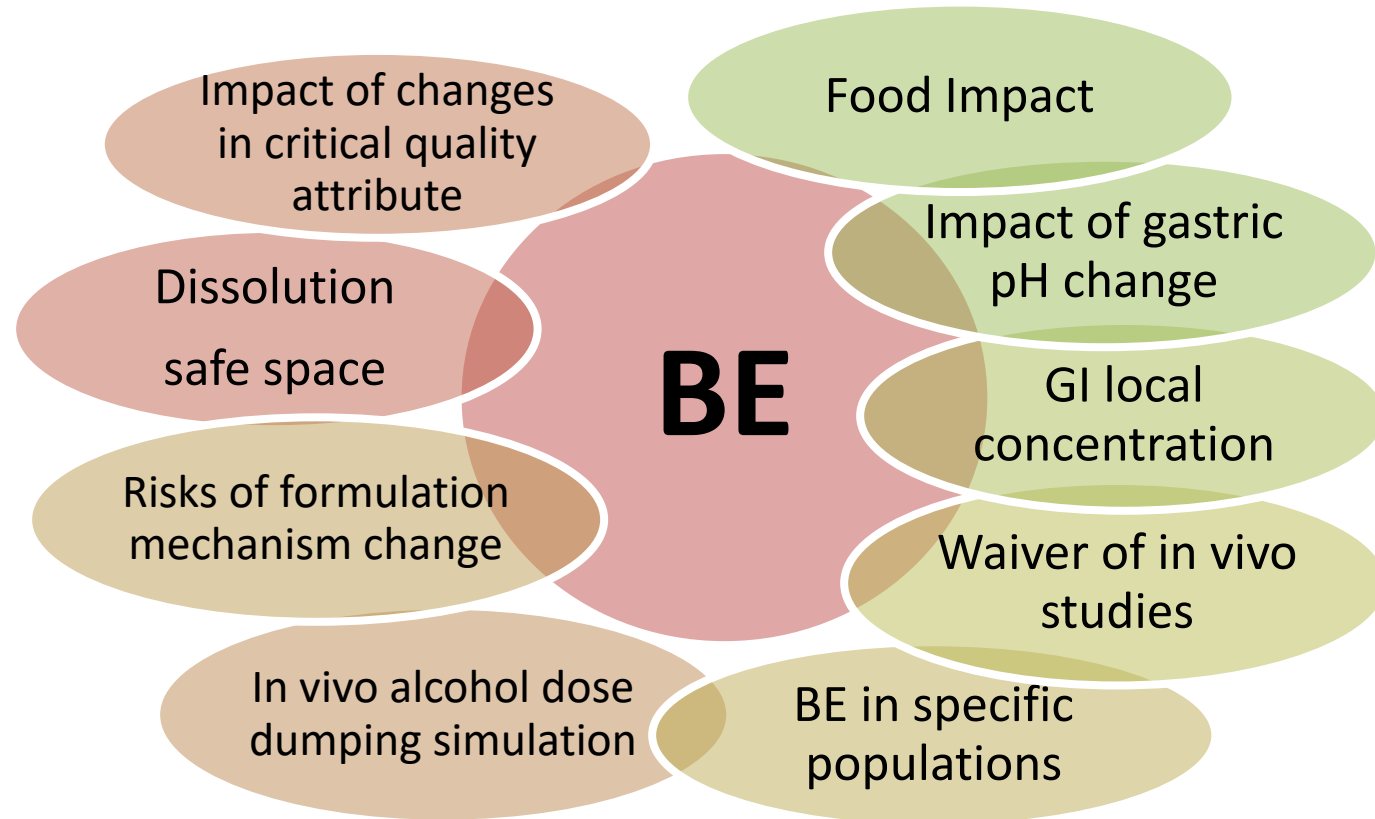 Impact of changes
in critical quality
attribute
Food Impact
Impact of gastric
pH change
Dissolution
safe space
BE
GI local
concentration
Risks of formulation
mechanism change
Waiver of in vivo
studies
In vivo alcohol dose
dumping simulation
BE in specific
populations